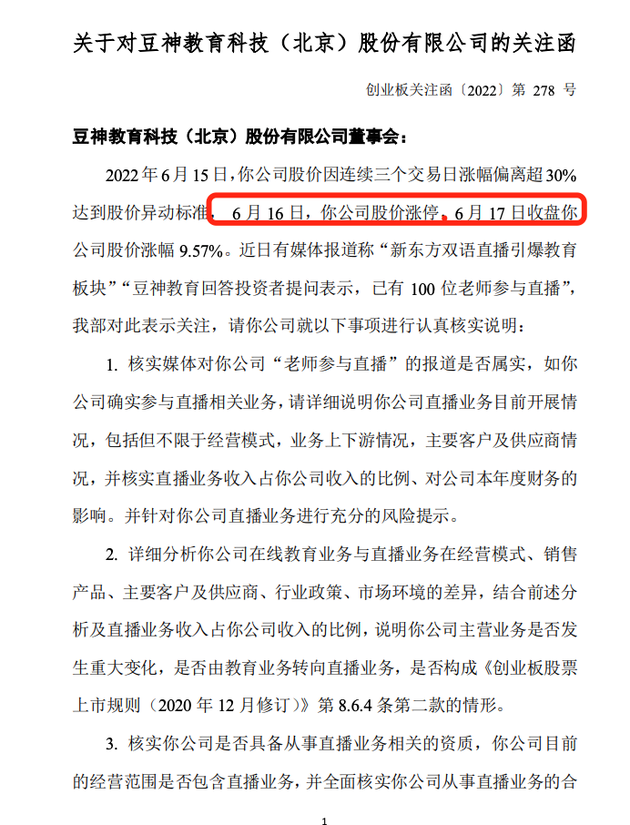 关于对豆神教育科技（北京）股份有限公司的关注函
创业板关注函〔2022〕第 278 号
豆神教育科技（北京）股份有限公司董事会：
2022 年 6 月 15 日，你公司股价因连续三个交易日涨幅偏离超30%
达到股价异动标准，6 月 16 日，你公司股价涨停、6 月 17 日收盘你
公司股价涨幅 9.57%。近日有媒体报道称“新东方双语直播引爆教育
板块”“豆神教育回答投资者提问表示，已有 100 位老师参与直播”，
我部对此表示关注，请你公司就以下事项进行认真核实说明：
1. 核实媒体对你公司“老师参与直播”的报道是否属实，如你
公司确实参与直播相关业务，请详细说明你公司直播业务目前开展情
况，包括但不限于经营模式，业务上下游情况，主要客户及供应商情
况，并核实直播业务收入占你公司收入的比例、对公司本年度财务的
影响。并针对你公司直播业务进行充分的风险提示。
2. 详细分析你公司在线教育业务与直播业务在经营模式、销售
产品、主要客户及供应商、行业政策、市场环境的差异，结合前述分
析及直播业务收入占你公司收入的比例，说明你公司主营业务是否发
生重大变化，是否由教育业务转向直播业务，是否构成《创业板股票
上市规则（2020 年 12 月修订）》第 8.6.4 条第二款的情形。
3. 核实你公司是否具备从事直播业务相关的资质，你公司目前
的经营范围是否包含直播业务，并全面核实你公司从事直播业务的合
1